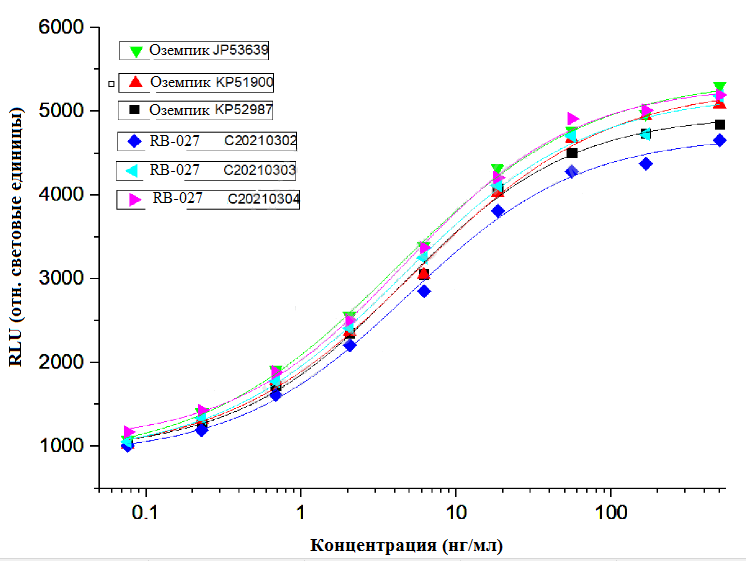 6000
5000
4000
3000
2000
1000
RLU (отн. световые единицы)
Оземпик JP53639
Оземпик KP51900
Оземпик KP52987
RB-027 C20210302
RB-027 C20210303
RB-027 C20210304
0.1 1 10 100
Концентрация (нг/мл)